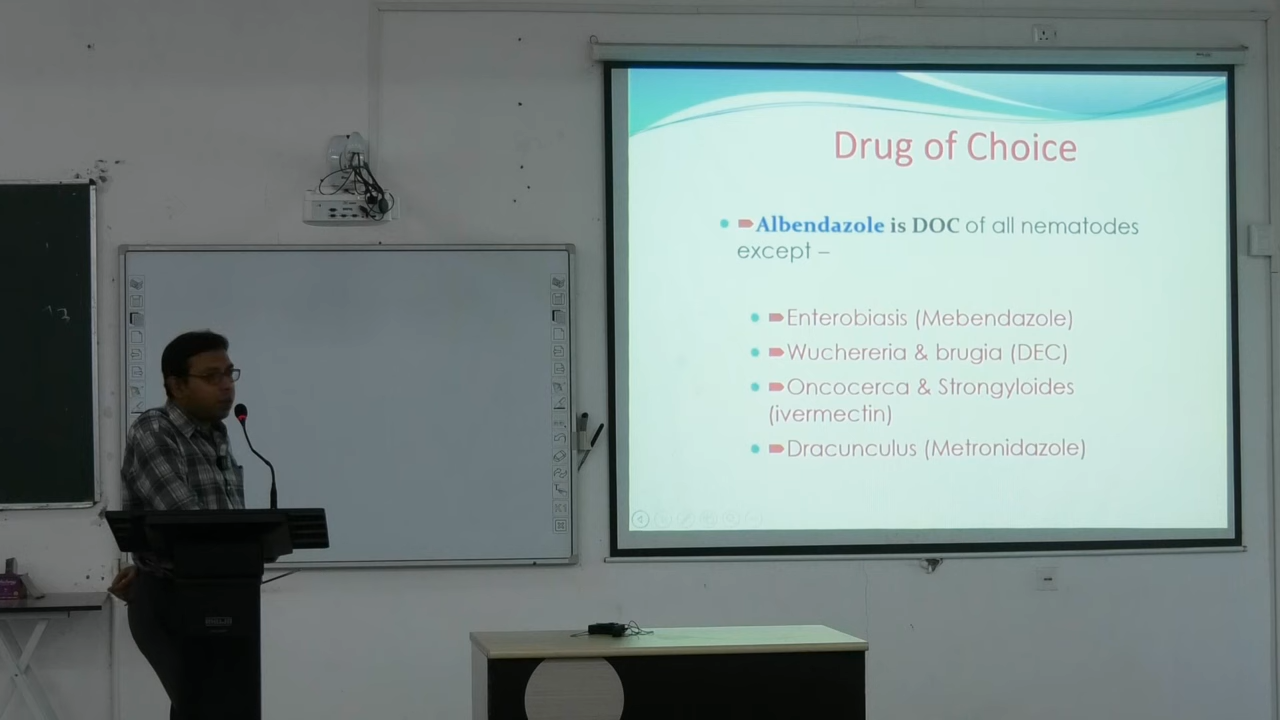 Drug of Choice
Albendazole is DOC of all nematodes
except –
Enterobiasis (Mebendazole)
Wuchereria & brugia (DEC)
Oncocerca & Strongyloides
(ivermectin)
Dracunculus (Metronidazole)